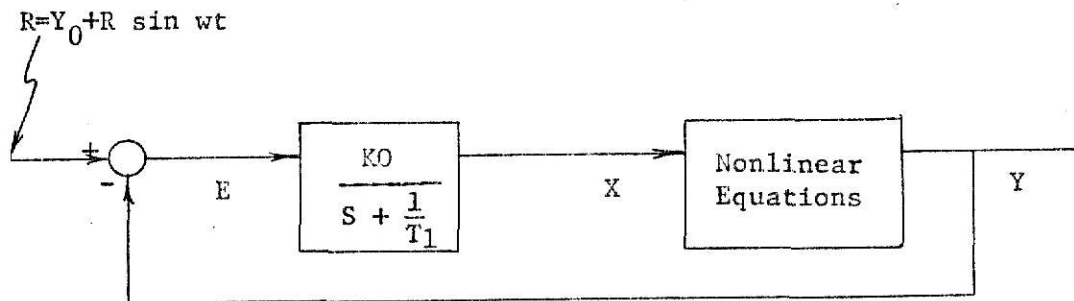 R=Y0+R sin wt
+
-
E
KO
S + 1/T1
X
Nonlinear
Equations
Y